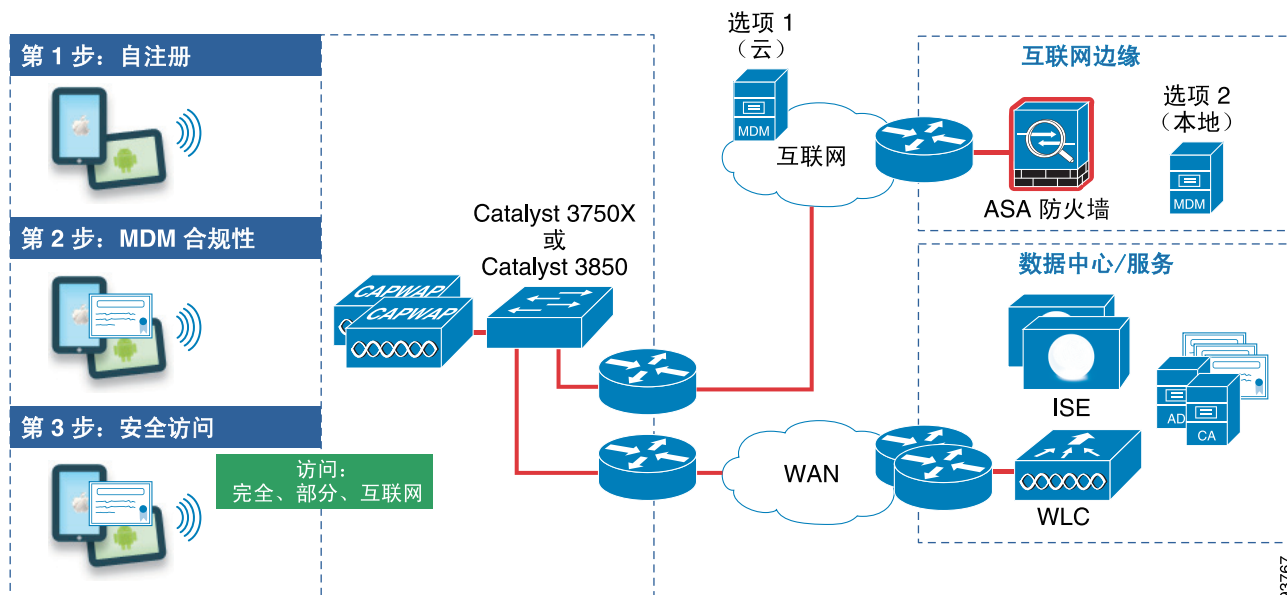 第 1 步：自注册
第 2 步：MDM 合规性
第 3 步：安全访问
访问：
完全、部分、互联网
CAPWAP
CAPWAP
Catalyst 3750X
或
Catalyst 3850
选项 1
（云）
MDM
互联网
WAN
互联网边缘
ASA 防火墙
选项 2
（本地）
MDM
数据中心/服务
ISE
AD
CA
WLC